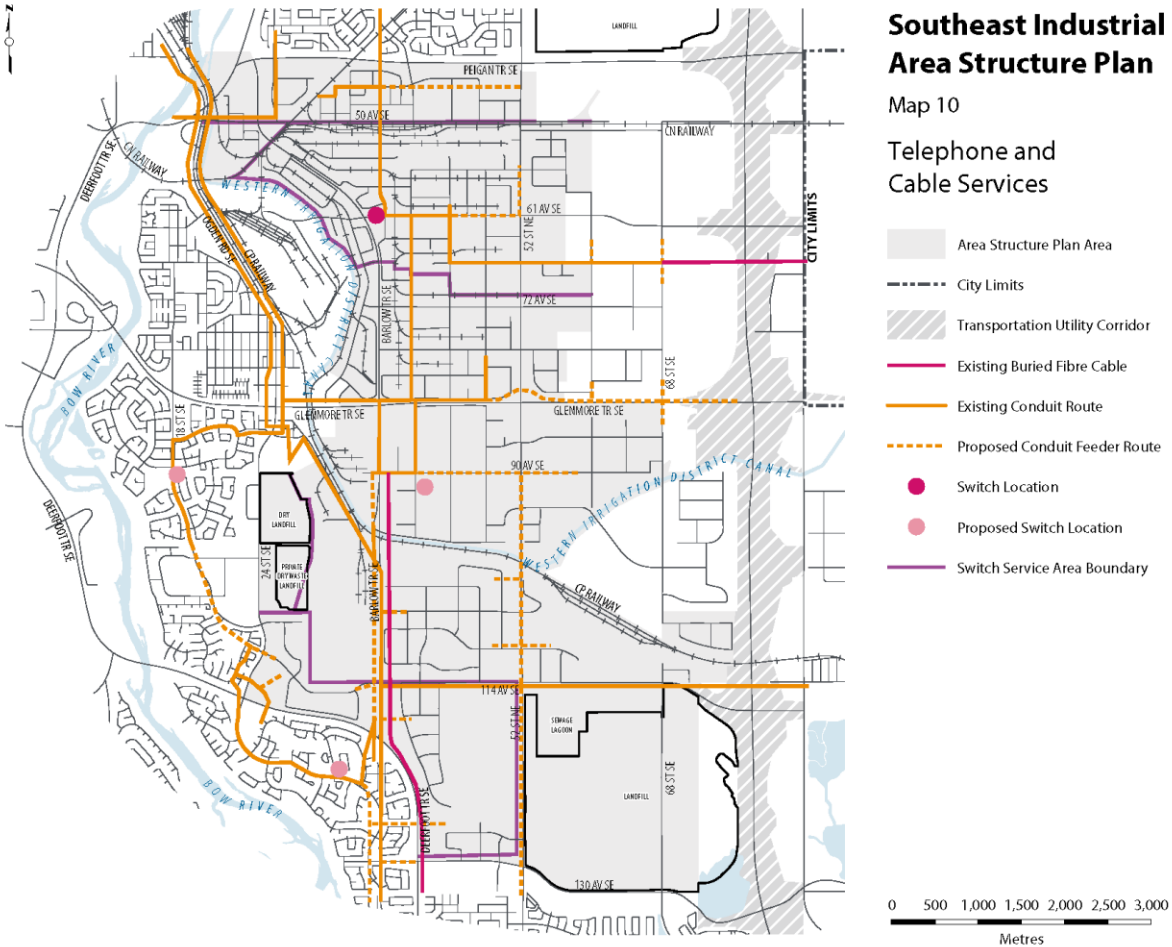 Southeast Industrial
Area Structure Plan
Map 10
Telephone and
Cable Services
Area Structure Plan Area
City Limits
Transportation Utility Corridor
Existing Buried Fibre Cable
Existing Conduit Route
Proposed Conduit Feeder Route
Switch Location
Proposed Switch Location
Switch Service Area Boundary
0 500 1,000 1,500 2,000 2,500 3,000
Metres
N
LANDFILL
PEIGAN TR SE
50 AV SE
CN RAILWAY
CN RAILWAY
DEERFOOT TR SE
WESTERN IRRIGATION DISTRICT CANAL
61 AV SE
52 ST NE
CITY LIMITS
OGDEN RD SE
CP RAILWAY
BARLOW TR SE
72 AV SE
BOW RIVER
68 ST SE
GLENMORE TR SE
GLENMORE TR SE
18 ST SE
90 AV SE
WESTERN IRRIGATION DISTRICT CANAL
DRY
LANDFILL
DEERFOOT TR SE
24 ST SE
PRIVATE
DRY WASTE
LANDFILL
BARLOW TR SE
CP RAILWAY
114 AV SE
52 ST NE
SEWAGE
LAGOON
68 ST SE
LANDFILL
BOW RIVER
DEERFOOT TR SE
130 AV SE